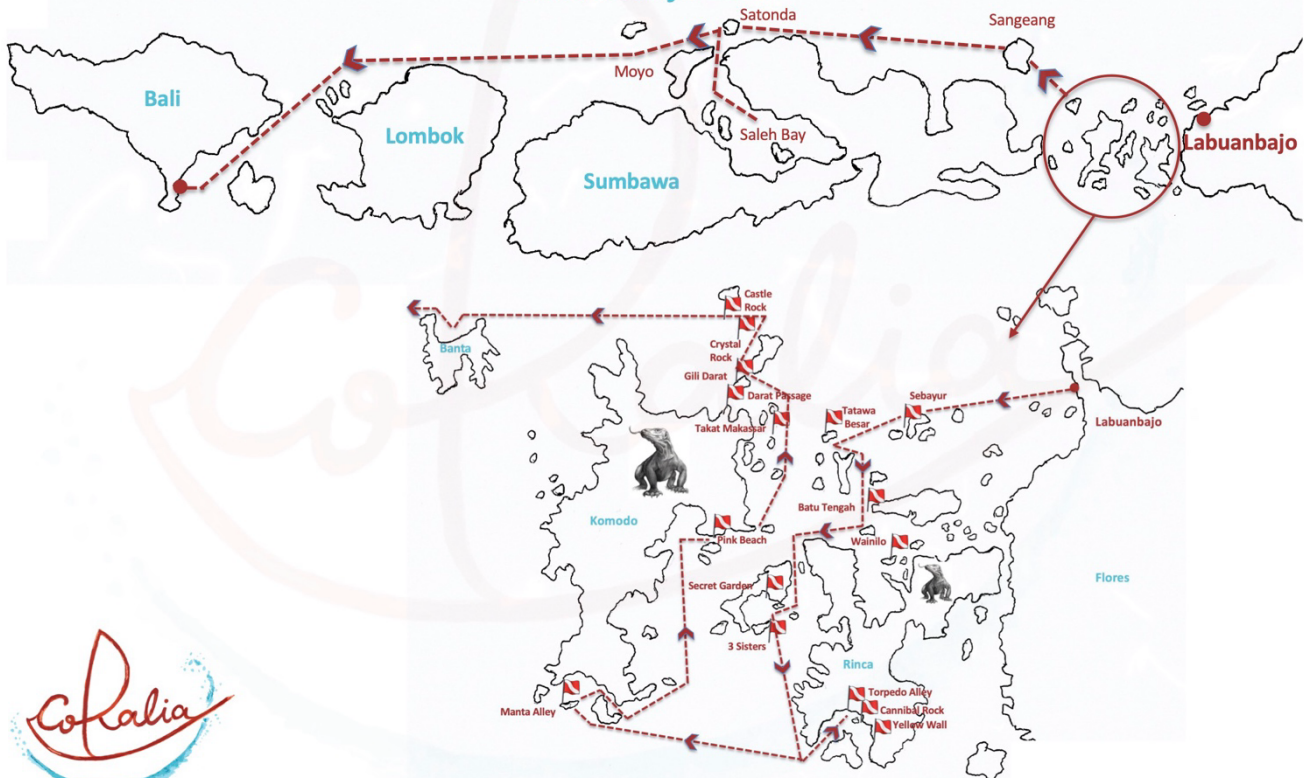 Satonda
Sangeang
Moyo
Bali
Lombok
Saleh Bay
Labuanbajo
Sumbawa
Castle
Rock
Crystal
Rock
Banta
Gili Darat
Darat Passage
Sebayur
Tatawa
Besar
Takat Makassar
Labuanbajo
Batu Tengah
Komodo
Pink Beach
Wainilo
Flores
Secret Garden
3 Sisters
Rinca
Torpedo Alley
Manta Alley
Cannibal Rock
Yellow Wall
CoRalia